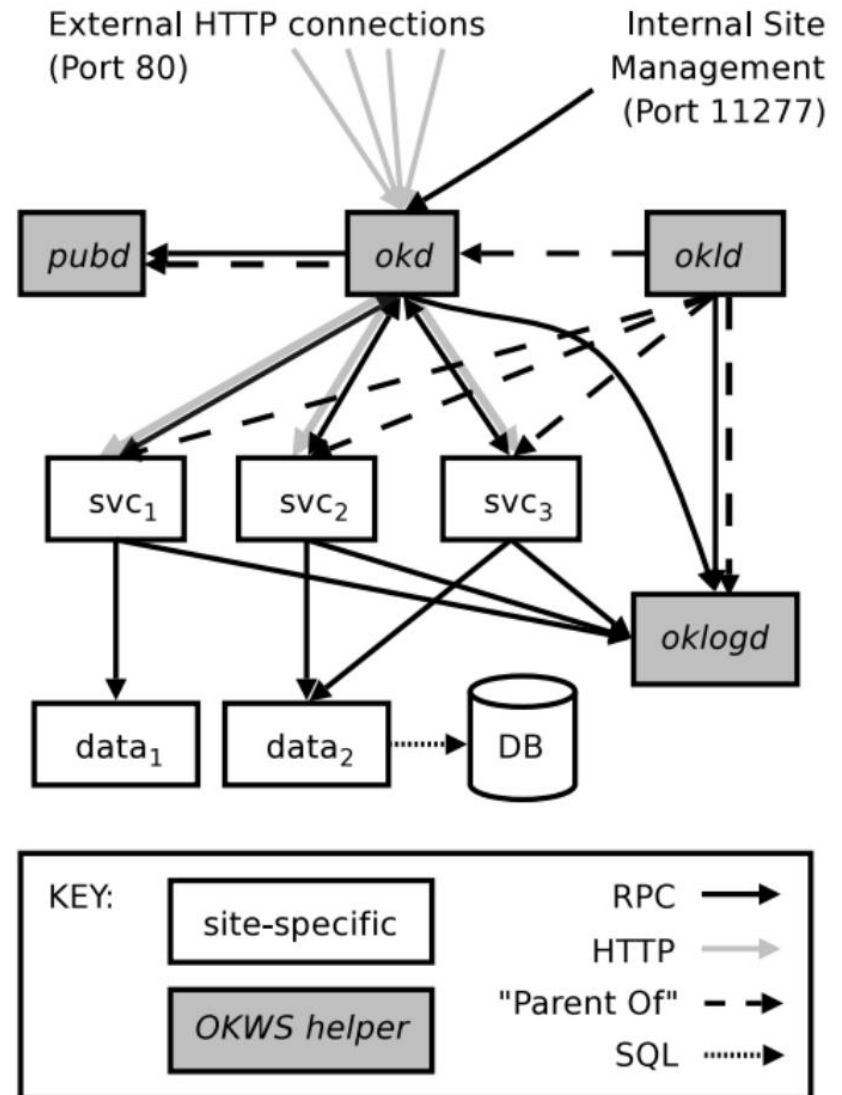 External HTTP connections
(Port 80)
Internal Site
Management
(Port 11277)
pubd
okd
okld
svc₁
svc₂
svc₃
oklogd
data₁
data₂
DB
KEY:
site-specific
OKWS helper
RPC
HTTP
"Parent Of"
SQL